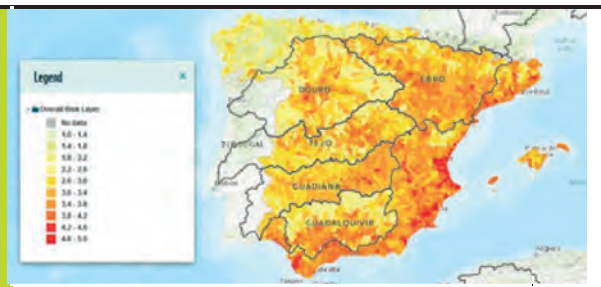 Legend ×
Overall Risk Layer
No data
1.0 - 1.4
1.4 - 1.8
1.8 - 2.2
2.2 - 2.6
2.6 - 3.0
3.0 - 3.4
3.4 - 3.8
3.8 - 4.2
4.2 - 4.6
4.6 - 5.0
DOURO
EBRO
PORTUGAL
TEJO
Lisbon
GUADIANA
GUADALQUIVIR